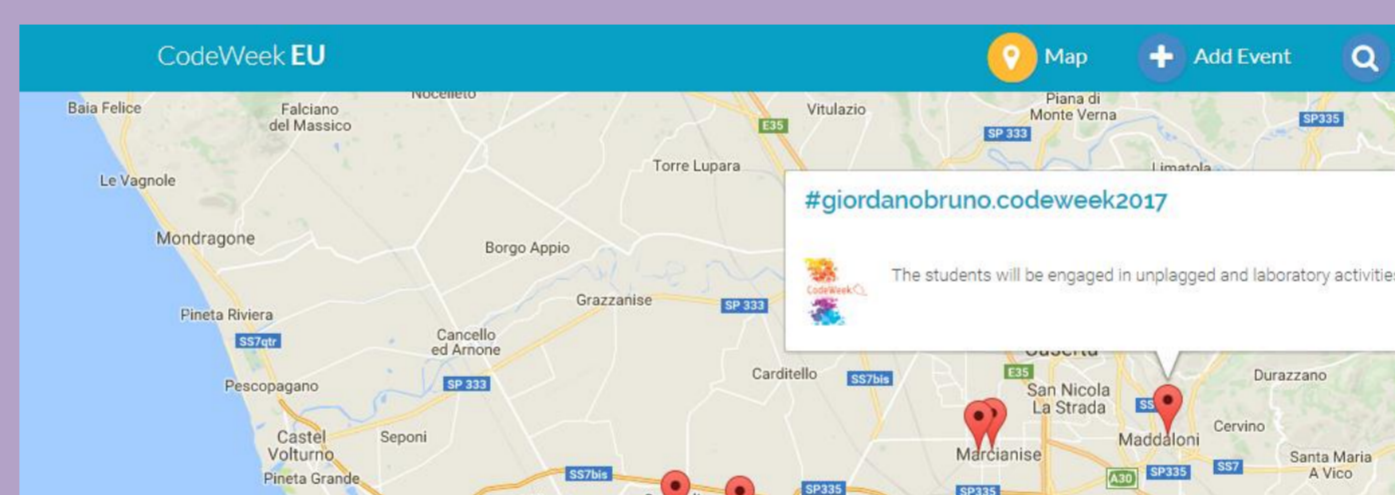 CodeWeek EU
Map
Add Event
Baia Felice
Falciano
del Massico
Nocelleto
Vitulazio
Piana di
Monte Verna
E35
SP 333
SP335
Le Vagnole
Torre Lupara
Limatola
#giordanobruno.codeweek2017
Mondragone
Borgo Appio
CodeWeek
The students will be engaged in unplagged and laboratory activities
Pineta Riviera
Grazzanise
SP 333
SS7qtr
Cancello
ed Arnone
Caserta
Pescopagano
SP 333
Carditello
SS7bis
E35
San Nicola
La Strada
Durazzano
Castel
Volturno
Seponi
Marcianise
Maddaloni
Cervino
Pineta Grande
SS7bis
SP335
SP335
A30
SP335
SS7
Santa Maria
A Vico